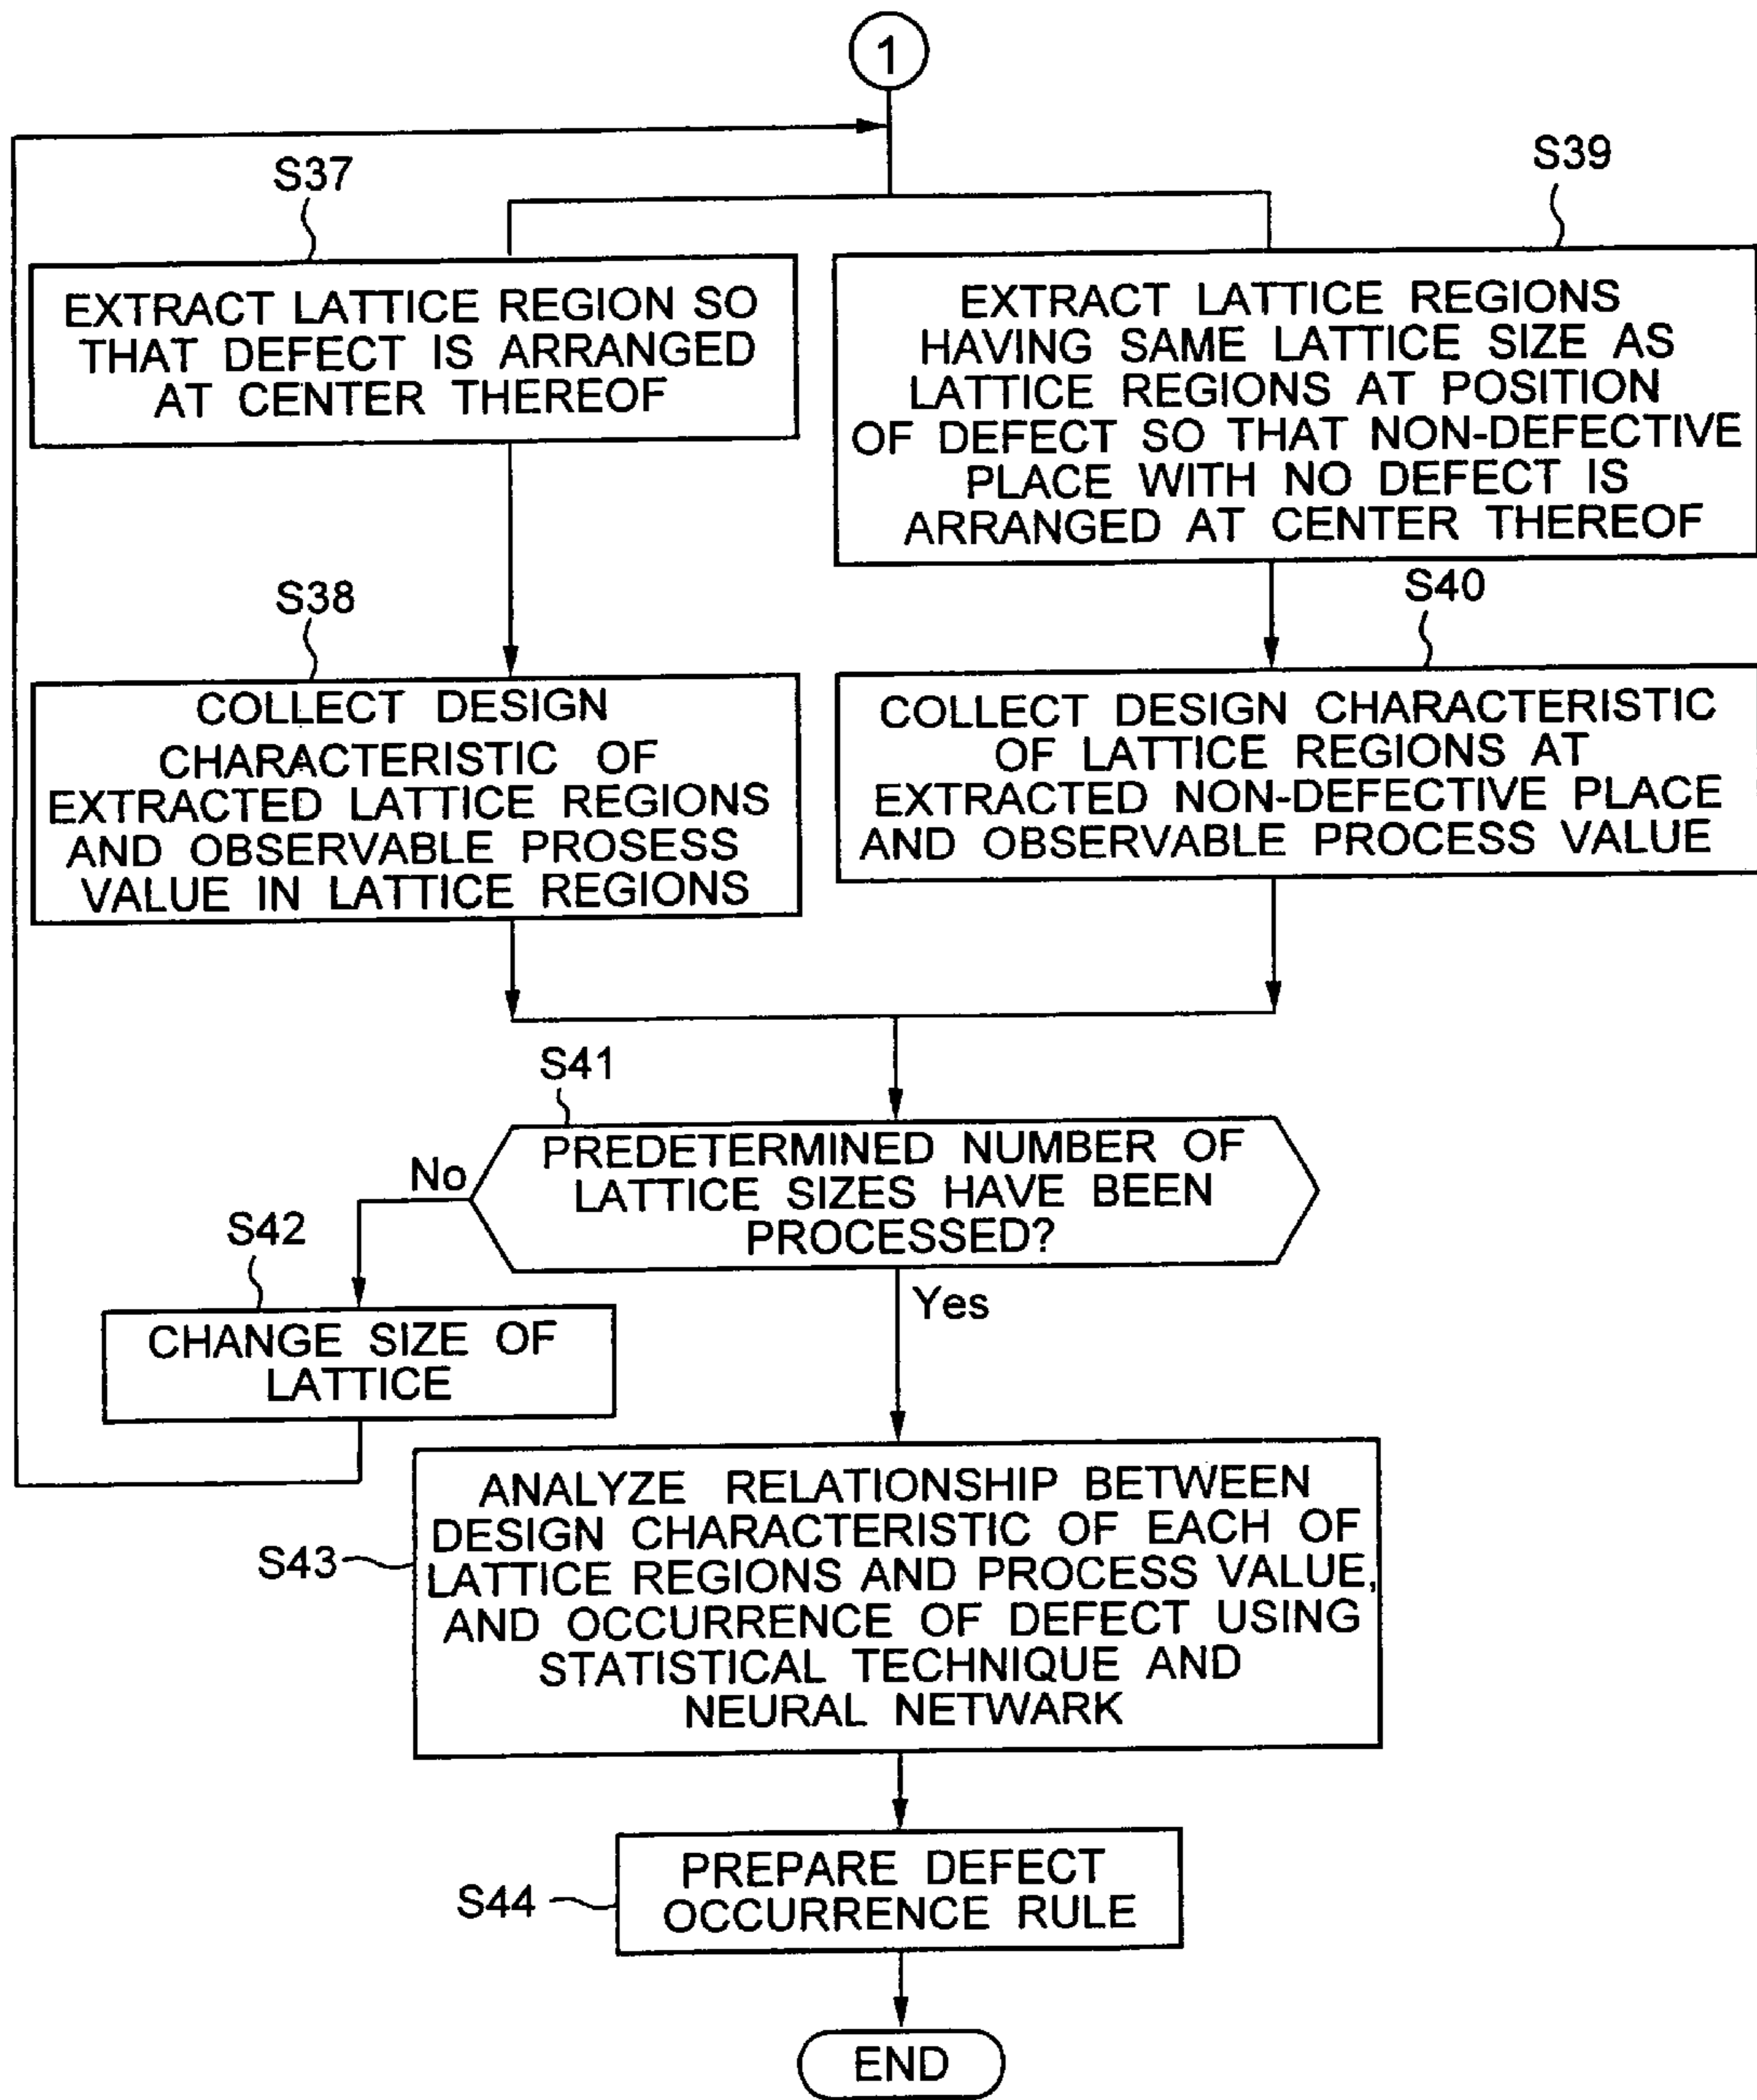 1
S37
EXTRACT LATTICE REGION SO
THAT DEFECT IS ARRANGED
AT CENTER THEREOF
S39
EXTRACT LATTICE REGIONS
HAVING SAME LATTICE SIZE AS
LATTICE REGIONS AT POSITION
OF DEFECT SO THAT NON-DEFECTIVE
PLACE WITH NO DEFECT IS
ARRANGED AT CENTER THEREOF
S38
COLLECT DESIGN
CHARACTERISTIC OF
EXTRACTED LATTICE REGIONS
AND OBSERVABLE PROSESS
VALUE IN LATTICE REGIONS
S40
COLLECT DESIGN CHARACTERISTIC
OF LATTICE REGIONS AT
EXTRACTED NON-DEFECTIVE PLACE
AND OBSERVABLE PROCESS VALUE
S41
PREDETERMINED NUMBER OF
LATTICE SIZES HAVE BEEN
PROCESSED?
No
S42
CHANGE SIZE OF
LATTICE
Yes
S43
ANALYZE RELATIONSHIP BETWEEN
DESIGN CHARACTERISTIC OF EACH OF
LATTICE REGIONS AND PROCESS VALUE,
AND OCCURRENCE OF DEFECT USING
STATISTICAL TECHNIQUE AND
NEURAL NETWARK
S44
PREPARE DEFECT
OCCURRENCE RULE
END